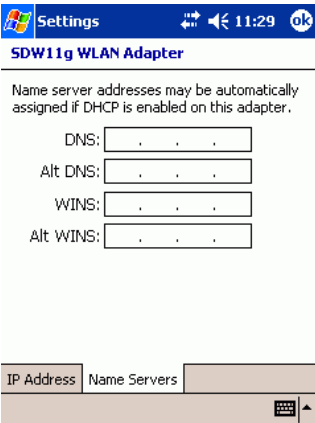 Settings 11:29 ok
SDW11g WLAN Adapter
Name server addresses may be automatically
assigned if DHCP is enabled on this adapter.
DNS: . . .
Alt DNS: . . .
WINS: . . .
Alt WINS: . . .
IP Address Name Servers